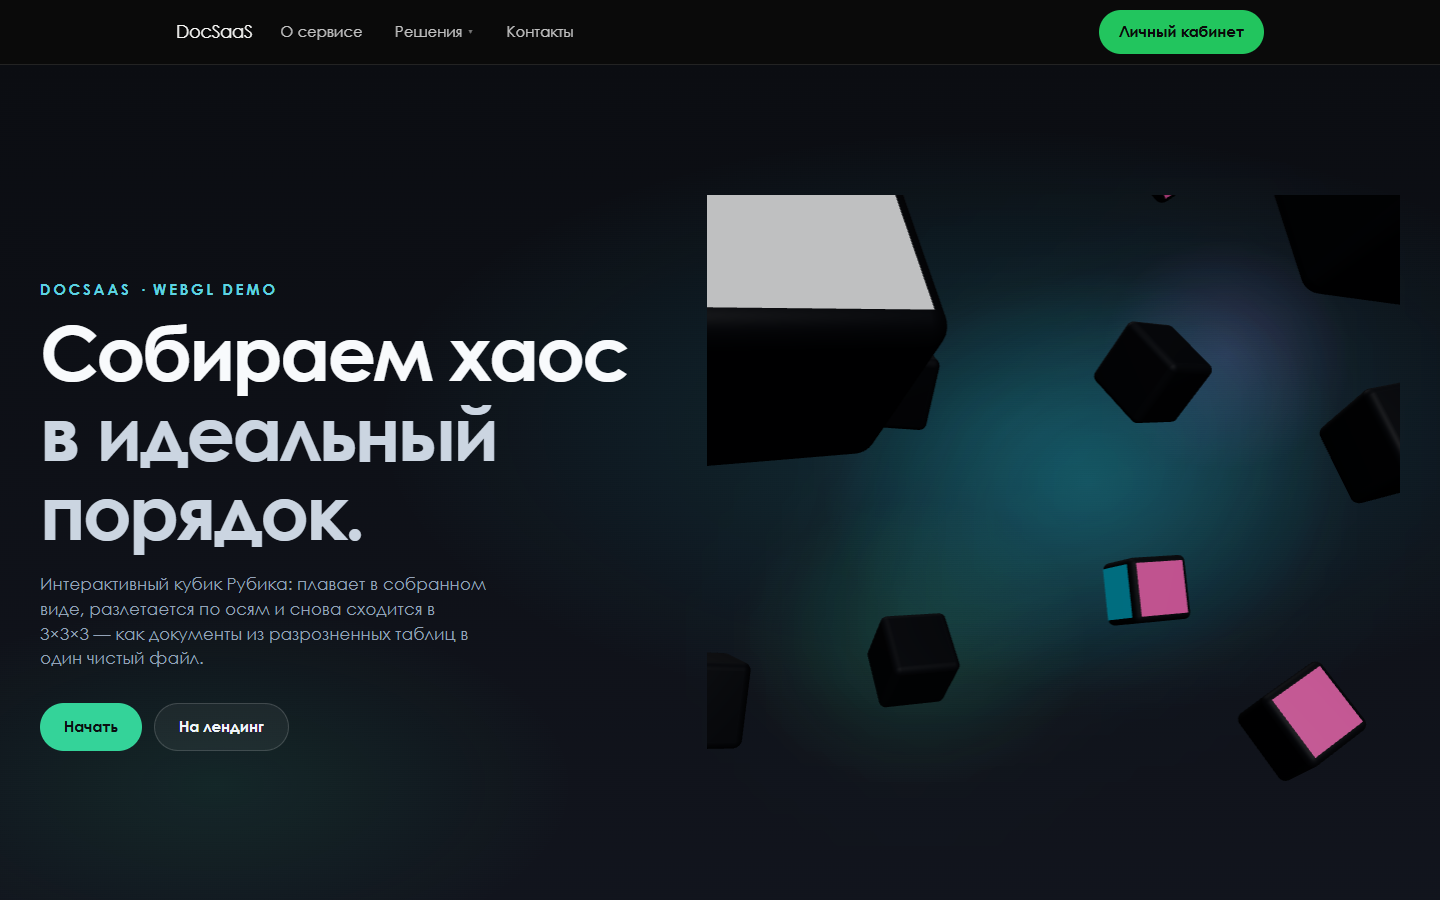 DocSaaS О сервисе Решения ▾ Контакты Личный кабинет
DOCSAAS · WEBGL DEMO
Собираем хаос
в идеальный
порядок.
Интерактивный кубик Рубика: плавает в собранном
виде, разлетается по осям и снова сходится в
3×3×3 — как документы из разрозненных таблиц в
один чистый файл.
Начать На лендинг